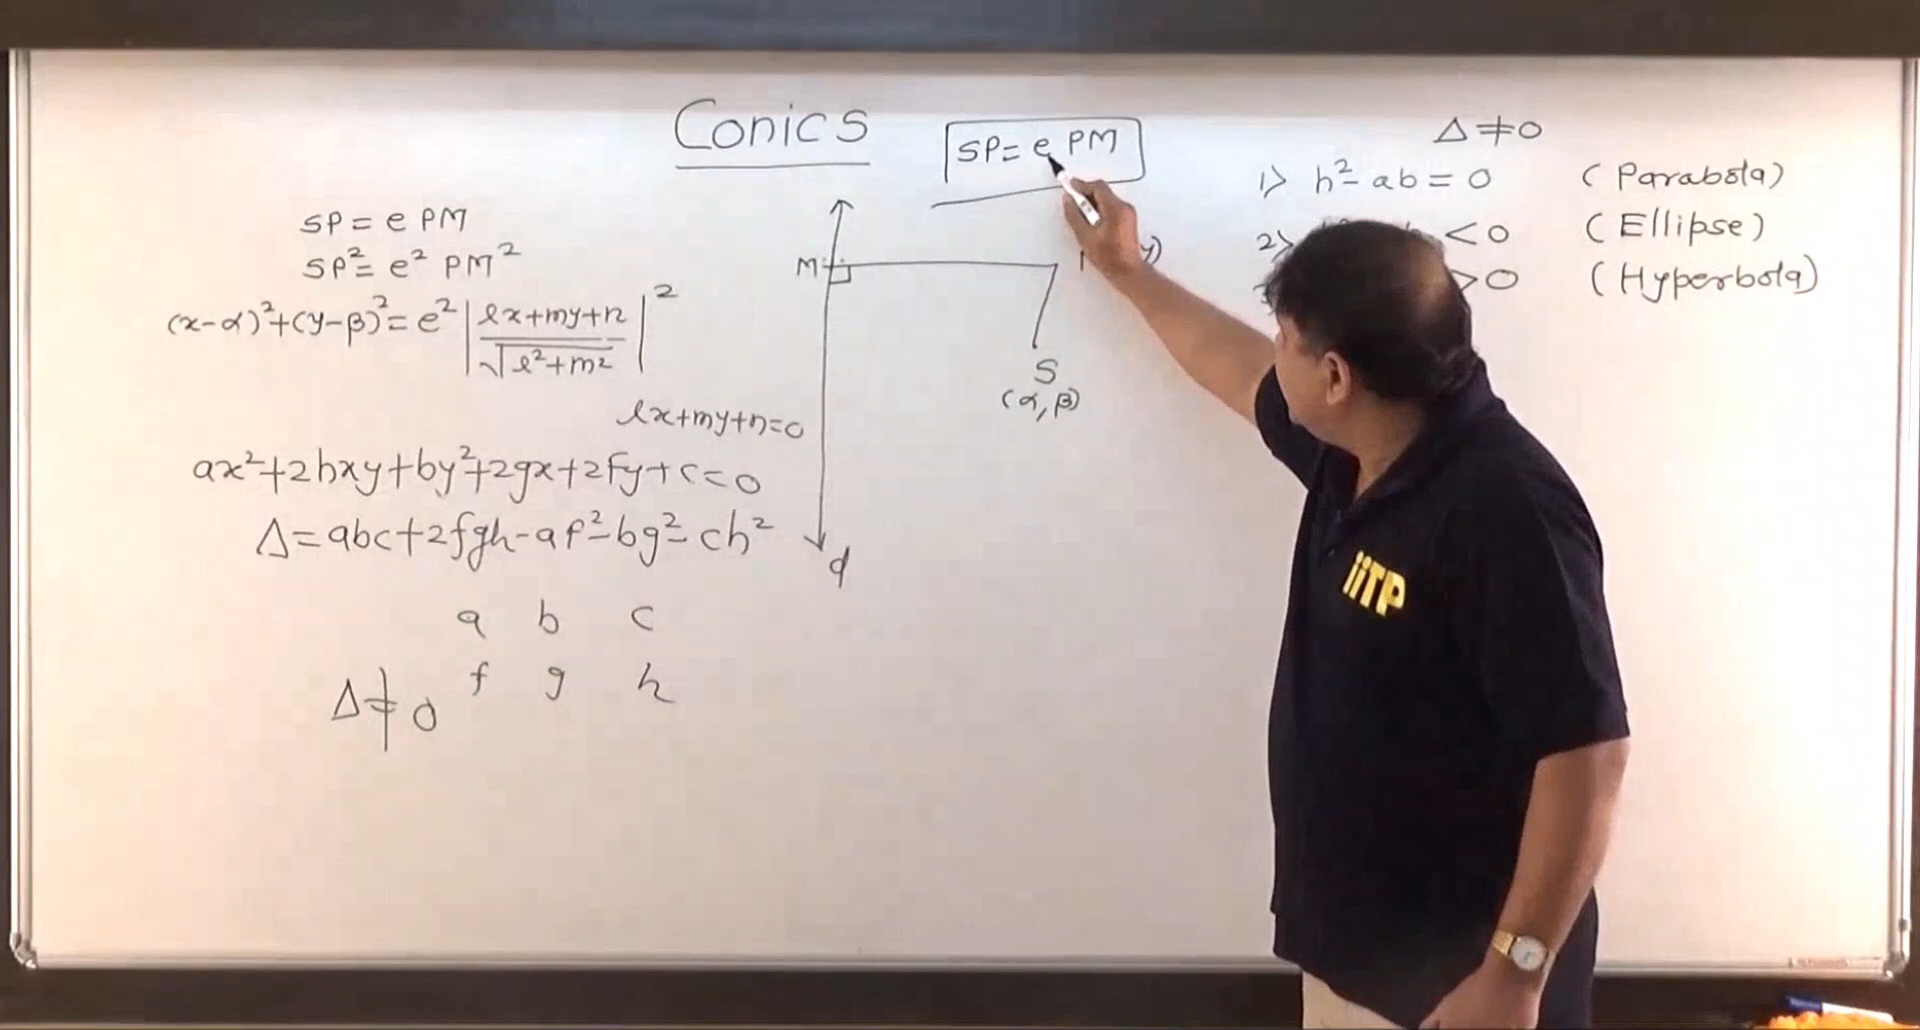 Conics
SP = e PM
SP = e PM
SP² = e² PM²
(x-α)²+(y-β)² = e² | lx+my+n / √l²+m² |²
lx+my+n=0
ax²+2hxy+by²+2gx+2fy+c=0
Δ=abc+2fgh-af²-bg²-ch²
a b c
f g h
Δ≠0
M
y)
S
(α, β)
d
Δ≠0
1> h²-ab=0 (Parabola)
2> <0 (Ellipse)
>0 (Hyperbola)
iiTP